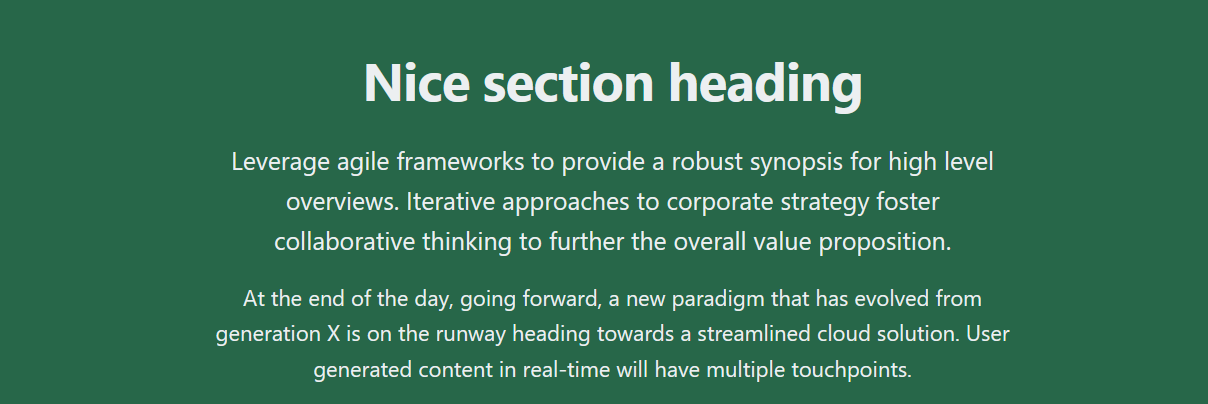 Nice section heading
Leverage agile frameworks to provide a robust synopsis for high level
overviews. Iterative approaches to corporate strategy foster
collaborative thinking to further the overall value proposition.
At the end of the day, going forward, a new paradigm that has evolved from
generation X is on the runway heading towards a streamlined cloud solution. User
generated content in real-time will have multiple touchpoints.